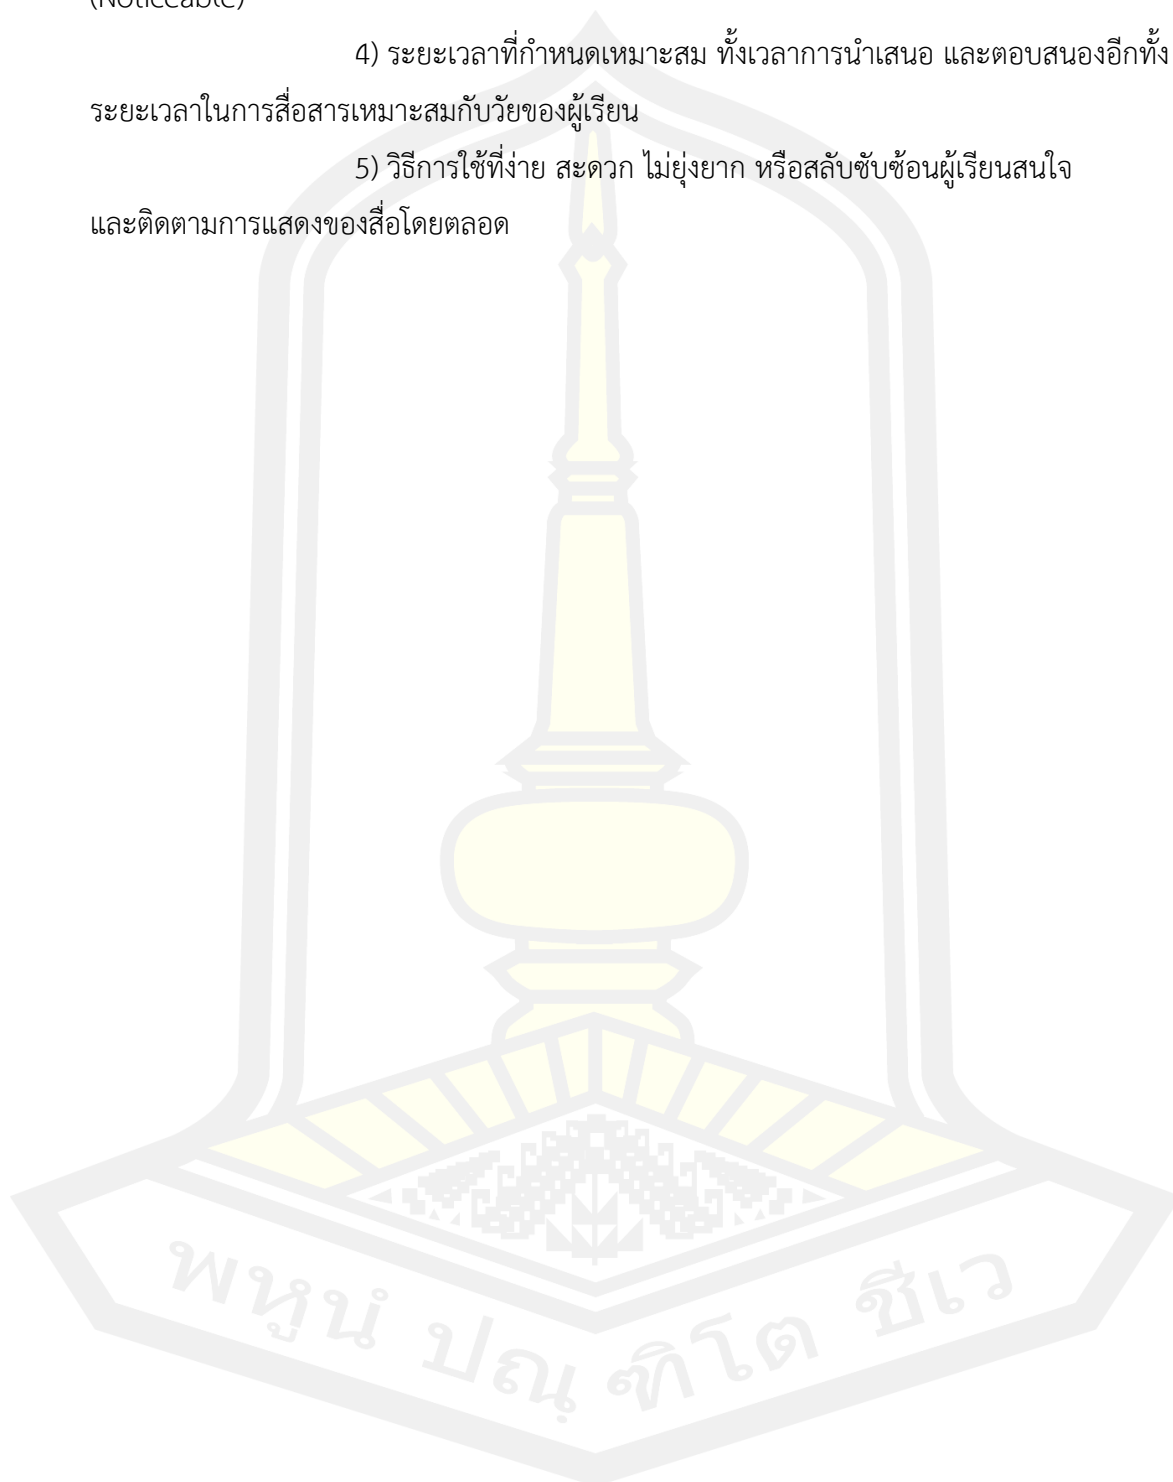 (Noticeable)
4) ระยะเวลาที่กำหนดเหมาะสม ทั้งเวลาการนำเสนอ และตอบสนองอีกทั้ง
ระยะเวลาในการสื่อสารเหมาะสมกับวัยของผู้เรียน
5) วิธีการใช้ที่ง่าย สะดวก ไม่ยุ่งยาก หรือสลับซับซ้อนผู้เรียนสนใจ
และติดตามการแสดงของสื่อโดยตลอด
พหูนํ ปณฺฑิโต ชีเว